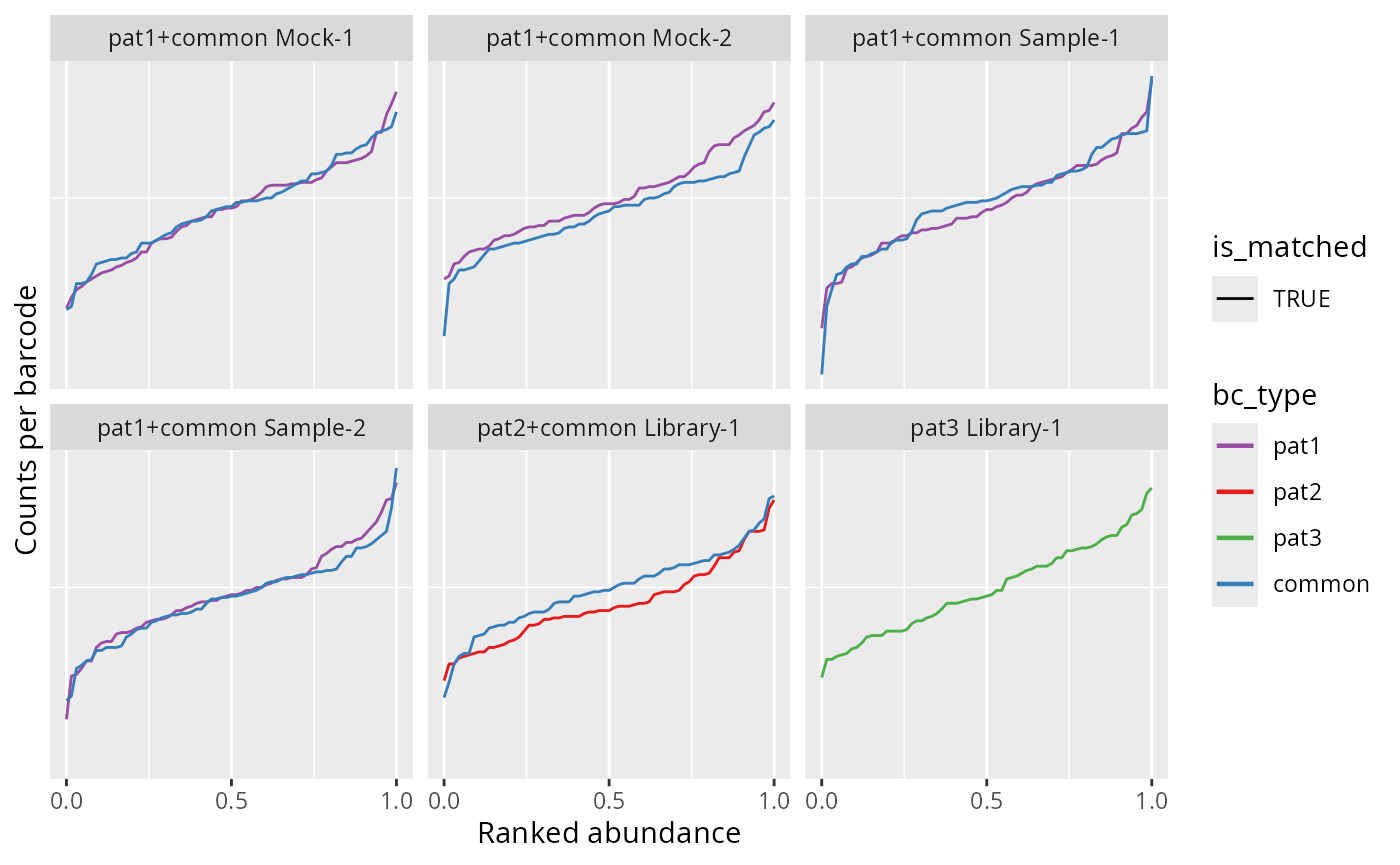 pat1+common Mock-1
pat1+common Mock-2
pat1+common Sample-1
pat1+common Sample-2
pat2+common Library-1
pat3 Library-1
Counts per barcode
0.0 0.5 1.0
0.0 0.5 1.0
0.0 0.5 1.0
Ranked abundance
is_matched
TRUE
bc_type
pat1
pat2
pat3
common